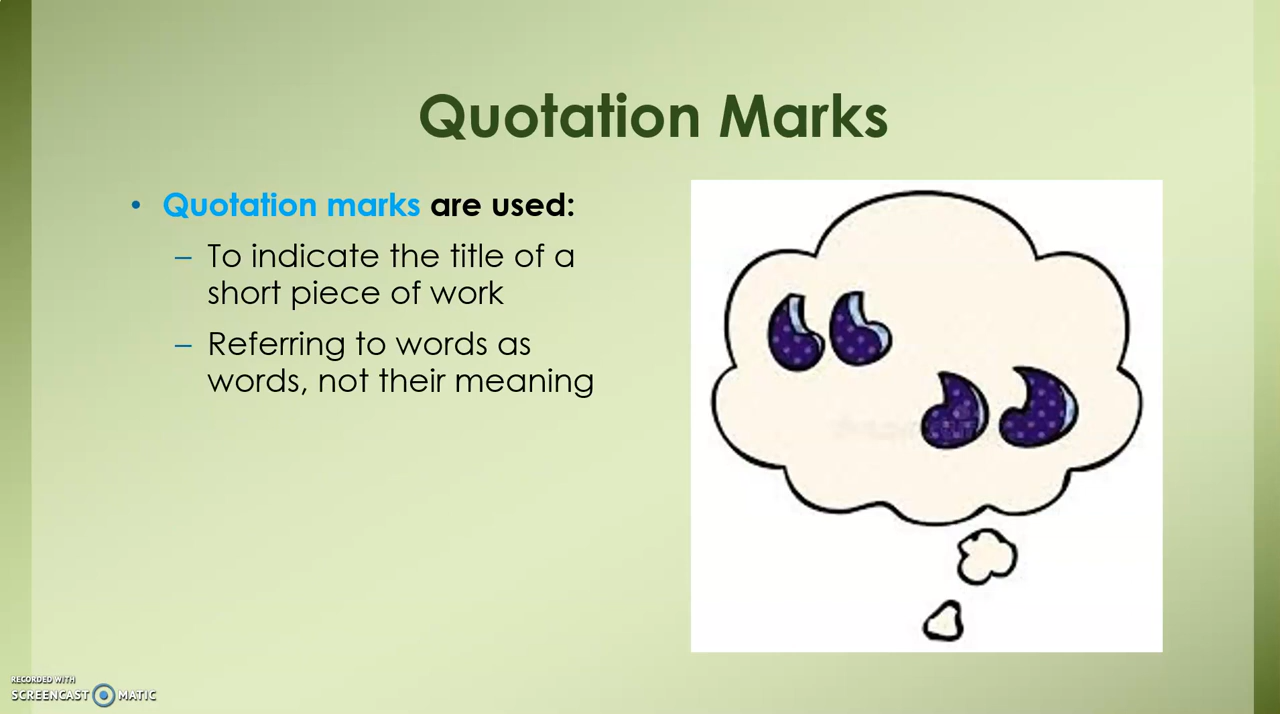 Quotation Marks
• Quotation marks are used:
– To indicate the title of a
short piece of work
– Referring to words as
words, not their meaning
RECORDED WITH
SCREENCAST MATIC